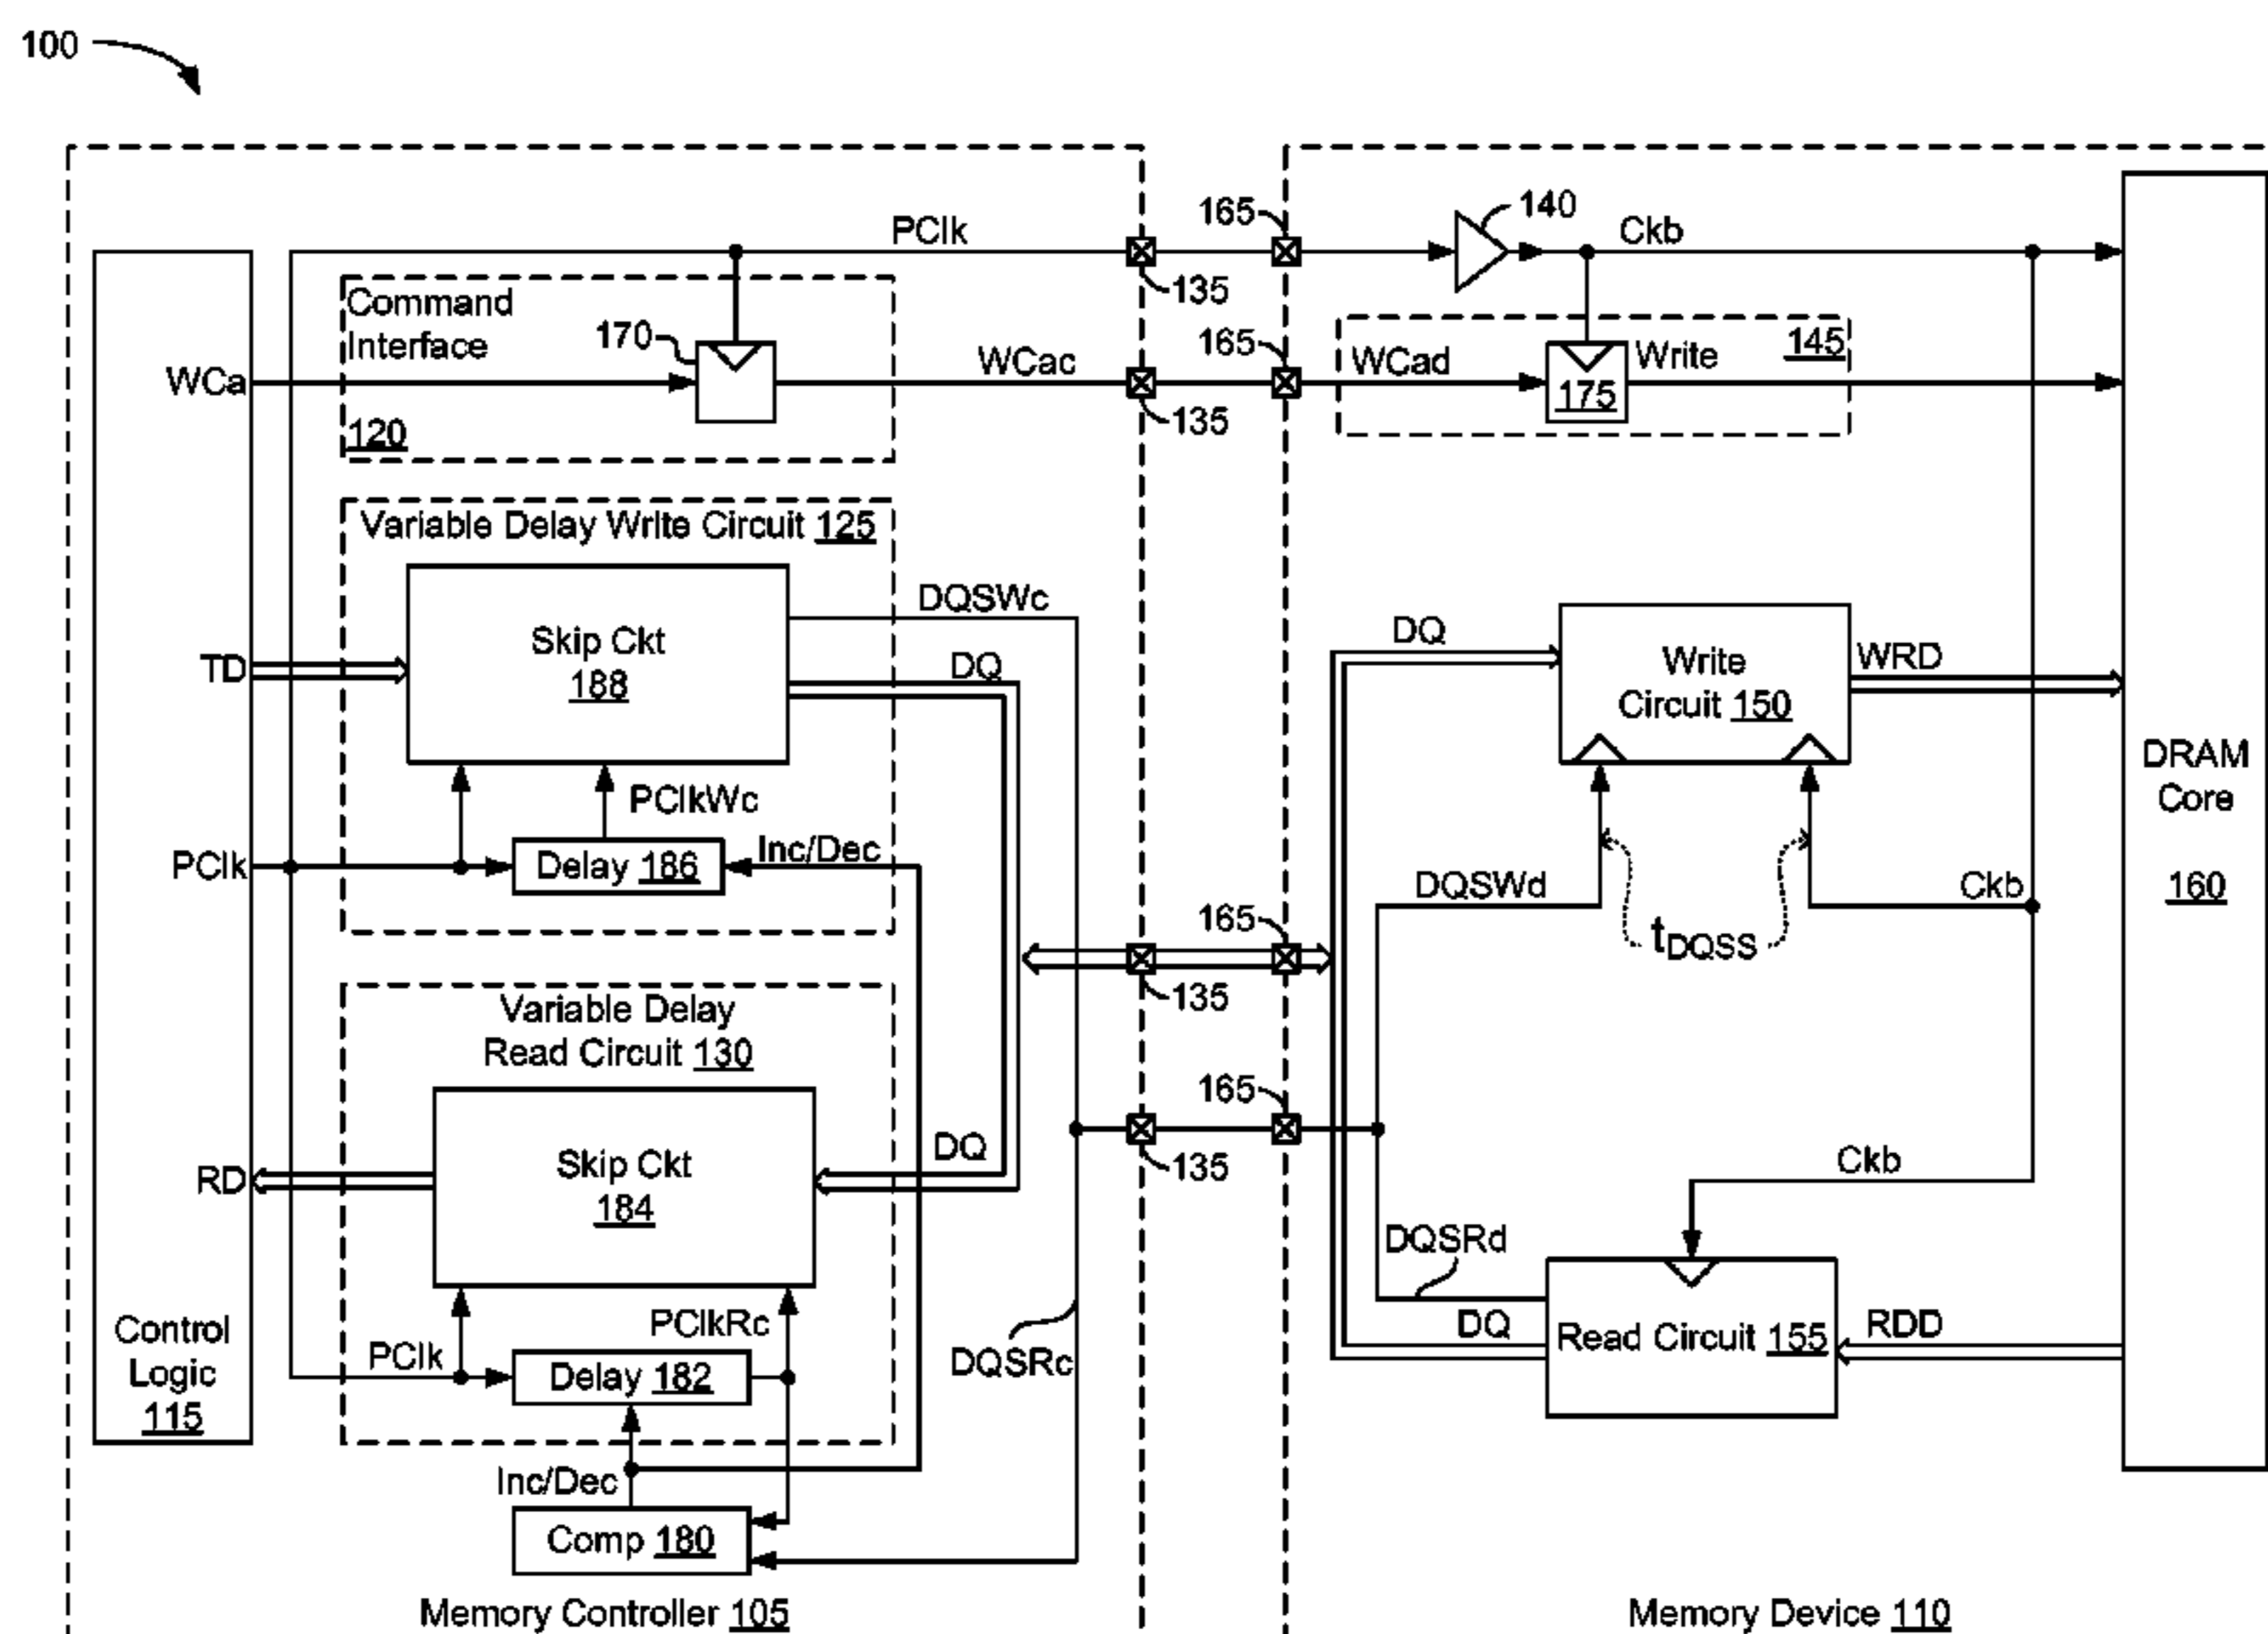 100
165
140
PClk
Ckb
135
Command
Interface
170
165
145
WCa
WCac
WCad
Write
175
120
135
Variable Delay Write Circuit 125
DQSWc
Skip Ckt
188
TD
DQ
DQ
Write
Circuit 150
WRD
DRAM
Core
160
PClkWc
PClk
Delay 186
Inc/Dec
DQSWd
Ckb
165
tDQSS
135
Variable Delay
Read Circuit 130
165
Skip Ckt
184
RD
DQ
135
Ckb
DQSRd
PClkRc
PClk
Delay 182
DQSRc
DQ
Read Circuit 155
RDD
Control
Logic
115
Inc/Dec
Comp 180
Memory Controller 105
Memory Device 110